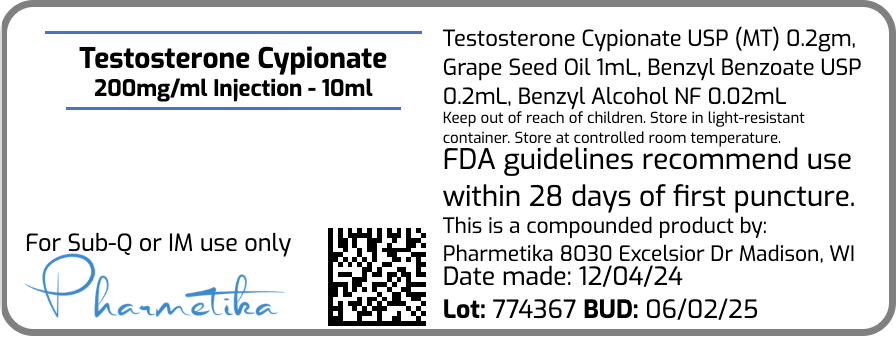 Testosterone Cypionate
200mg/ml Injection - 10ml
For Sub-Q or IM use only
Pharmetika
Testosterone Cypionate USP (MT) 0.2gm,
Grape Seed Oil 1mL, Benzyl Benzoate USP
0.2mL, Benzyl Alcohol NF 0.02mL
Keep out of reach of children. Store in light-resistant
container. Store at controlled room temperature.
FDA guidelines recommend use
within 28 days of first puncture.
This is a compounded product by:
Pharmetika 8030 Excelsior Dr Madison, WI
Date made: 12/04/24
Lot: 774367 BUD: 06/02/25